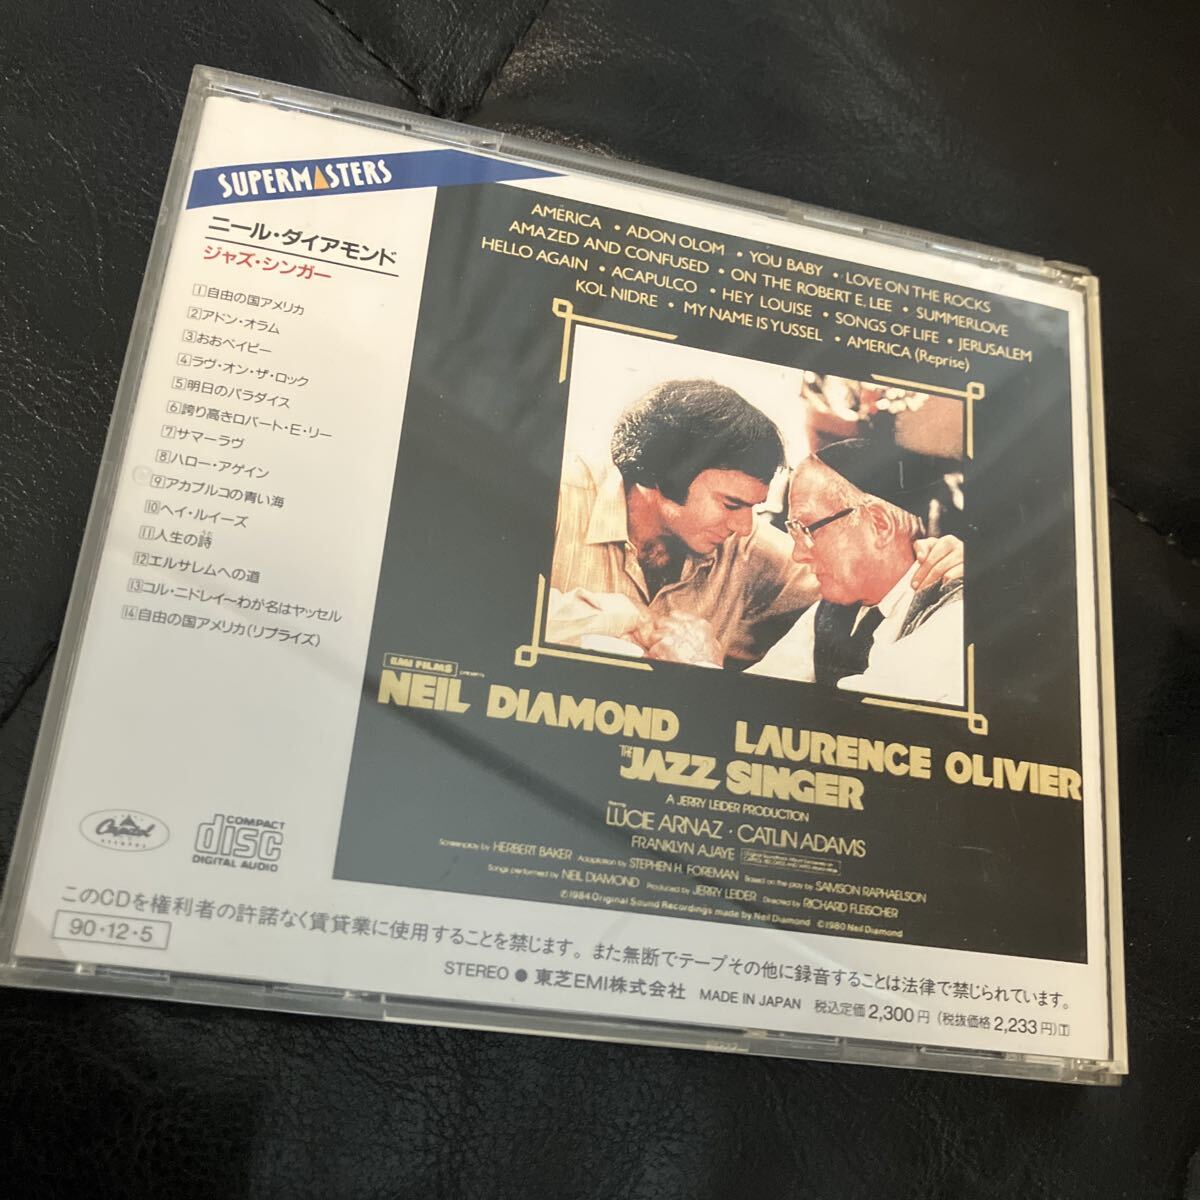 SUPERMASTERS
ニール・ダイアモンド
ジャズ・シンガー
1 自由の国アメリカ
2 アドン・オラム
3 おおベイビー
4 ラヴ・オン・ザ・ロック
5 明日のパラダイス
6 誇り高きロバート・E・リー
7 サマーラヴ
8 ハロー・アゲイン
9 アカプルコの青い海
10 ヘイ・ルイーズ
11 人生の詩
12 エルサレムへの道
13 コル・ニドレイ〜わが名はヤッセル
14 自由の国アメリカ(リプライズ)
AMERICA • ADON OLOM • YOU BABY • LOVE ON THE ROCKS
AMAZED AND CONFUSED • ON THE ROBERT E. LEE • SUMMERLOVE
HELLO AGAIN • ACAPULCO • HEY LOUISE • SONGS OF LIFE • JERUSALEM
KOL NIDRE • MY NAME IS YUSSEL • AMERICA (Reprise)
EMI FILMS presents
NEIL DIAMOND LAURENCE OLIVIER
THE JAZZ SINGER
A JERRY LEIDER PRODUCTION
LUCIE ARNAZ • CATLIN ADAMS
FRANKLYN AJAYE
Screenplay by HERBERT BAKER Adaptation by STEPHEN H. FOREMAN Based on the play by SAMSON RAPHAELSON
Songs performed by NEIL DIAMOND Produced by JERRY LEIDER Directed by RICHARD FLEISCHER
©1984 Original Sound Recordings made by Neil Diamond ©1980 Neil Diamond
Capitol
RECORDS
COMPACT
disc
DIGITAL AUDIO
このCDを権利者の許諾なく賃貸業に使用することを禁じます。また無断でテープその他に録音することは法律で禁じられています。
90・12・5
STEREO ● 東芝EMI株式会社 MADE IN JAPAN 税込定価2,300円(税抜価格2,233円)T